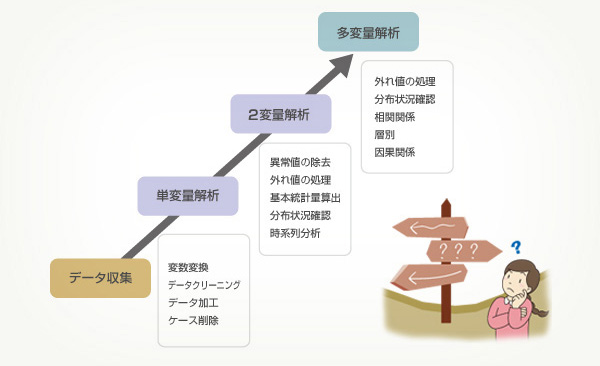 多変量解析
外れ値の処理
分布状況確認
相関関係
層別
因果関係
2変量解析
異常値の除去
外れ値の処理
基本統計量算出
分布状況確認
時系列分析
単変量解析
変数変換
データクリーニング
データ加工
ケース削除
データ収集
? ? ?
?